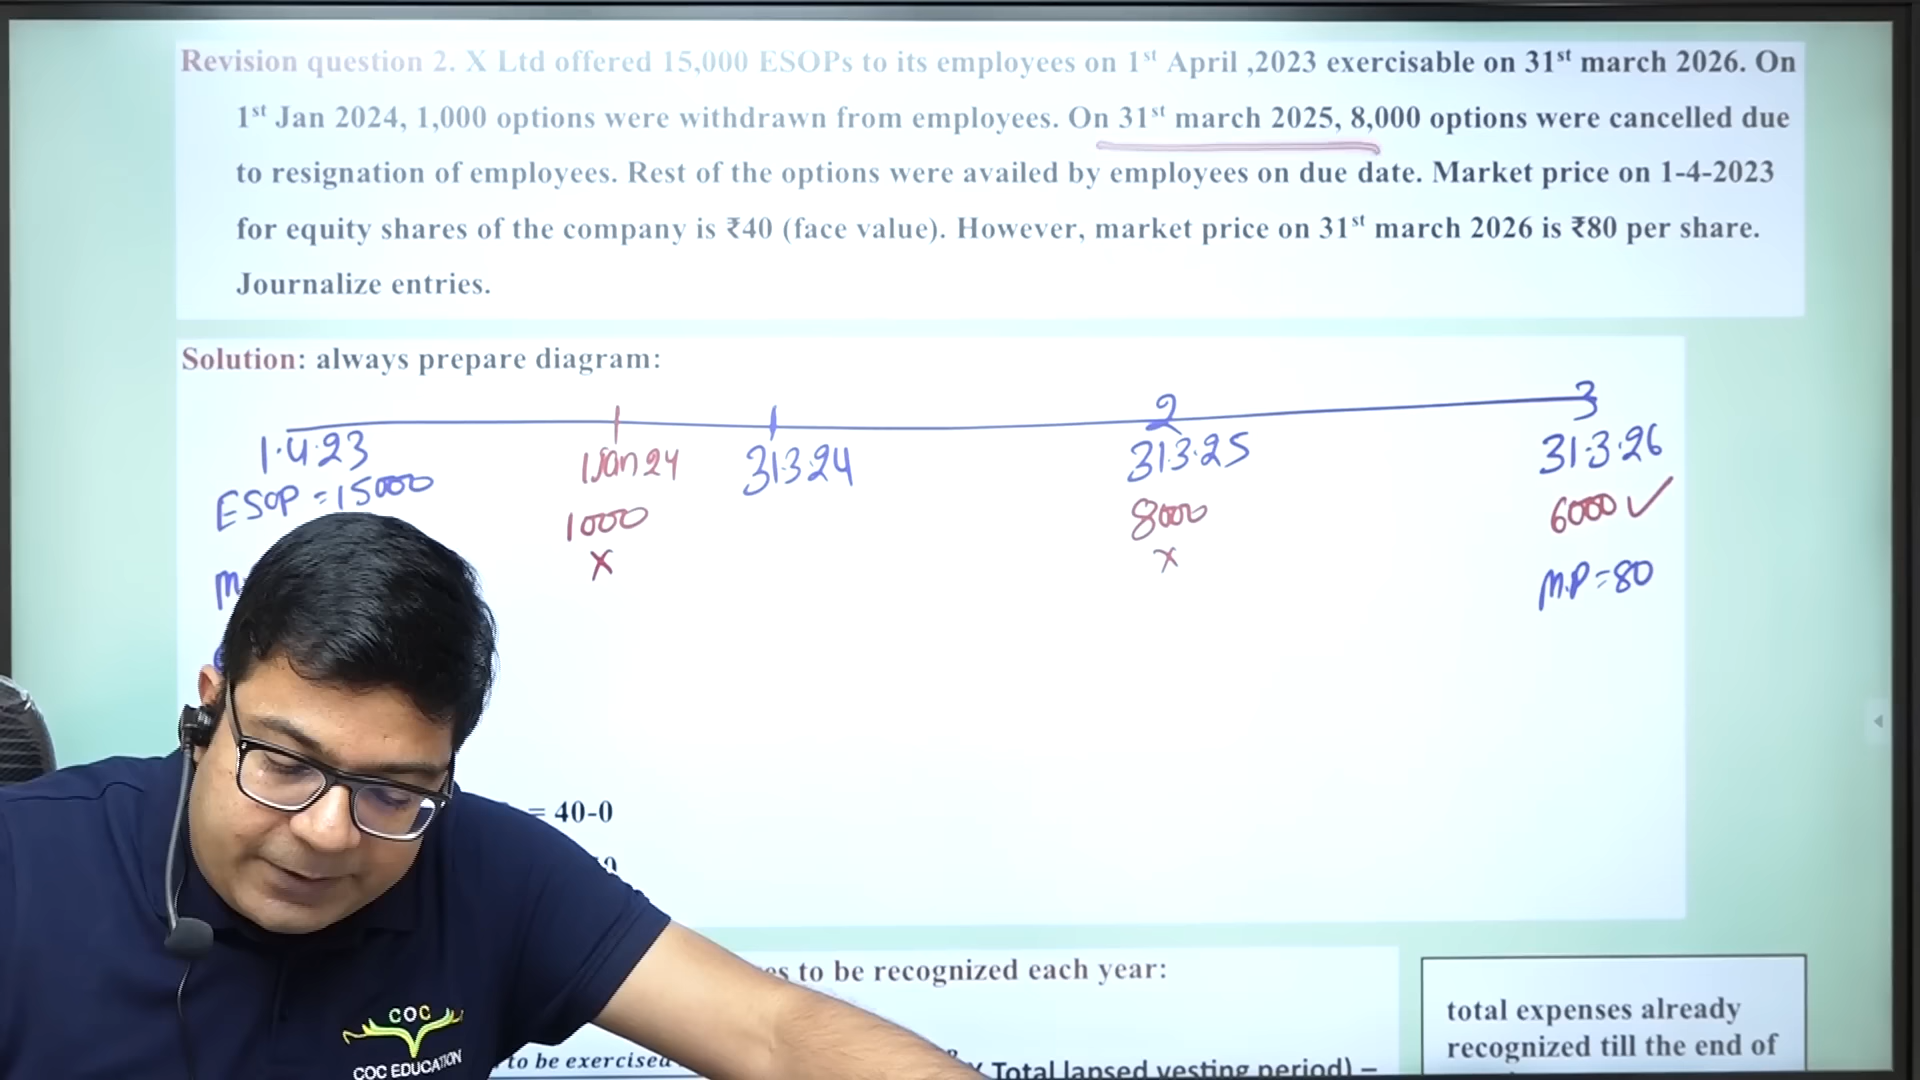 Revision question 2. X Ltd offered 15,000 ESOPs to its employees on 1st April ,2023 exercisable on 31st march 2026. On
1st Jan 2024, 1,000 options were withdrawn from employees. On 31st march 2025, 8,000 options were cancelled due
to resignation of employees. Rest of the options were availed by employees on due date. Market price on 1-4-2023
for equity shares of the company is ₹40 (face value). However, market price on 31st march 2026 is ₹80 per share.
Journalize entries.
Solution: always prepare diagram:
2 3
1.4.23 1Jan24 31.3.24 31.3.25 31.3.26
ESOP = 15000 1000 8000 6000 ✓
x x M.P = 80
M
= 40-0
to be recognized each year:
total expenses already
recognized till the end of
to be exercised Total lapsed vesting period) –
COC
COC EDUCATION